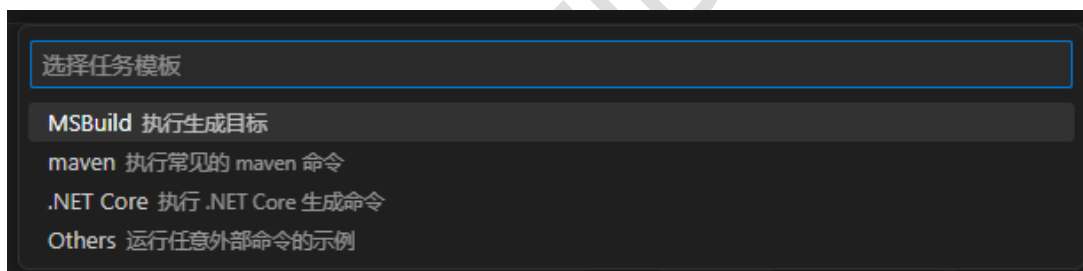 选择任务模板
MSBuild 执行生成目标
maven 执行常见的 maven 命令
.NET Core 执行 .NET Core 生成命令
Others 运行任意外部命令的示例